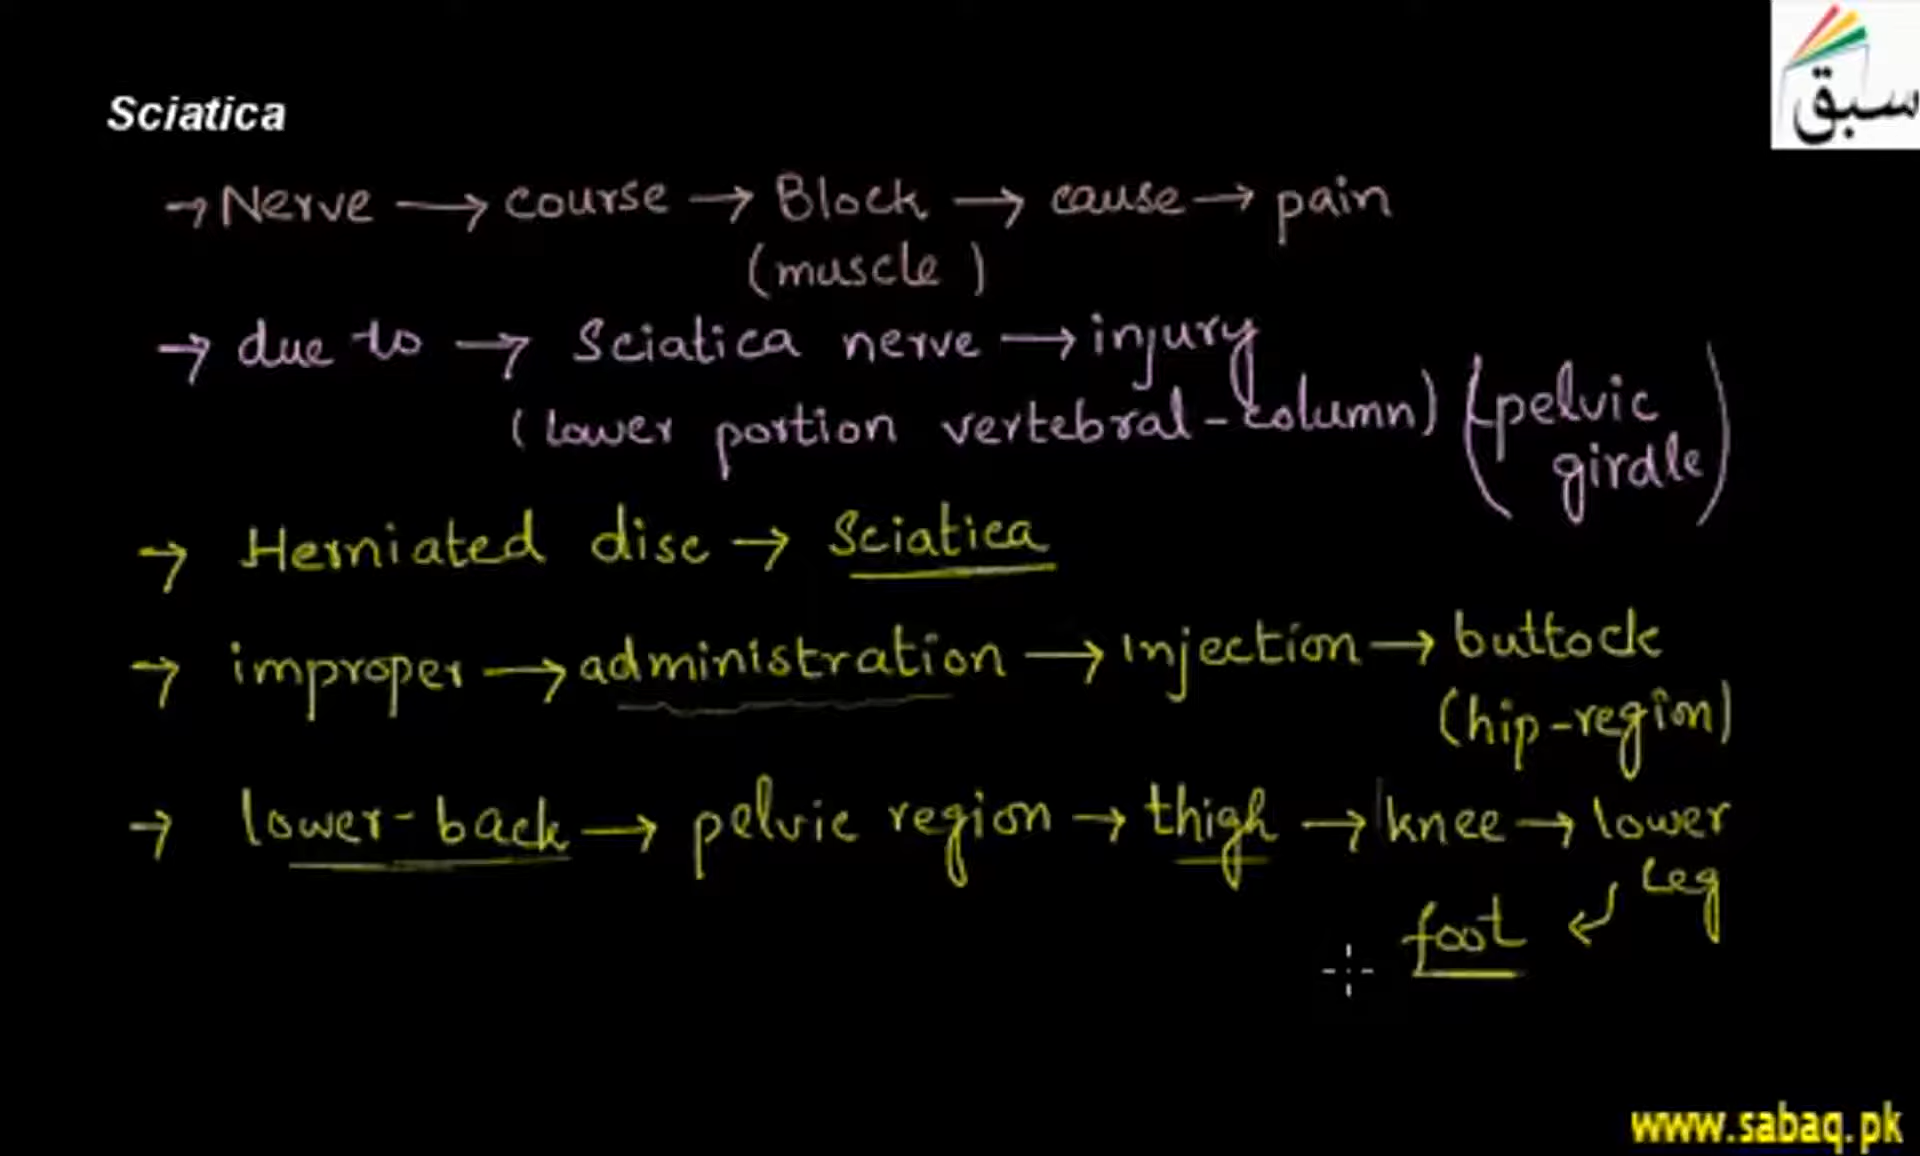 سبق
Sciatica
→ Nerve → course → Block → cause → pain
(muscle)
→ due to → Sciatica nerve → injury
(lower portion vertebral-column) (pelvic
girdle)
→ Herniated disc → Sciatica
→ improper → administration → Injection → buttock
(hip-region)
→ lower-back → pelvic region → thigh → knee → lower
leg
foot ↙
www.sabaq.pk